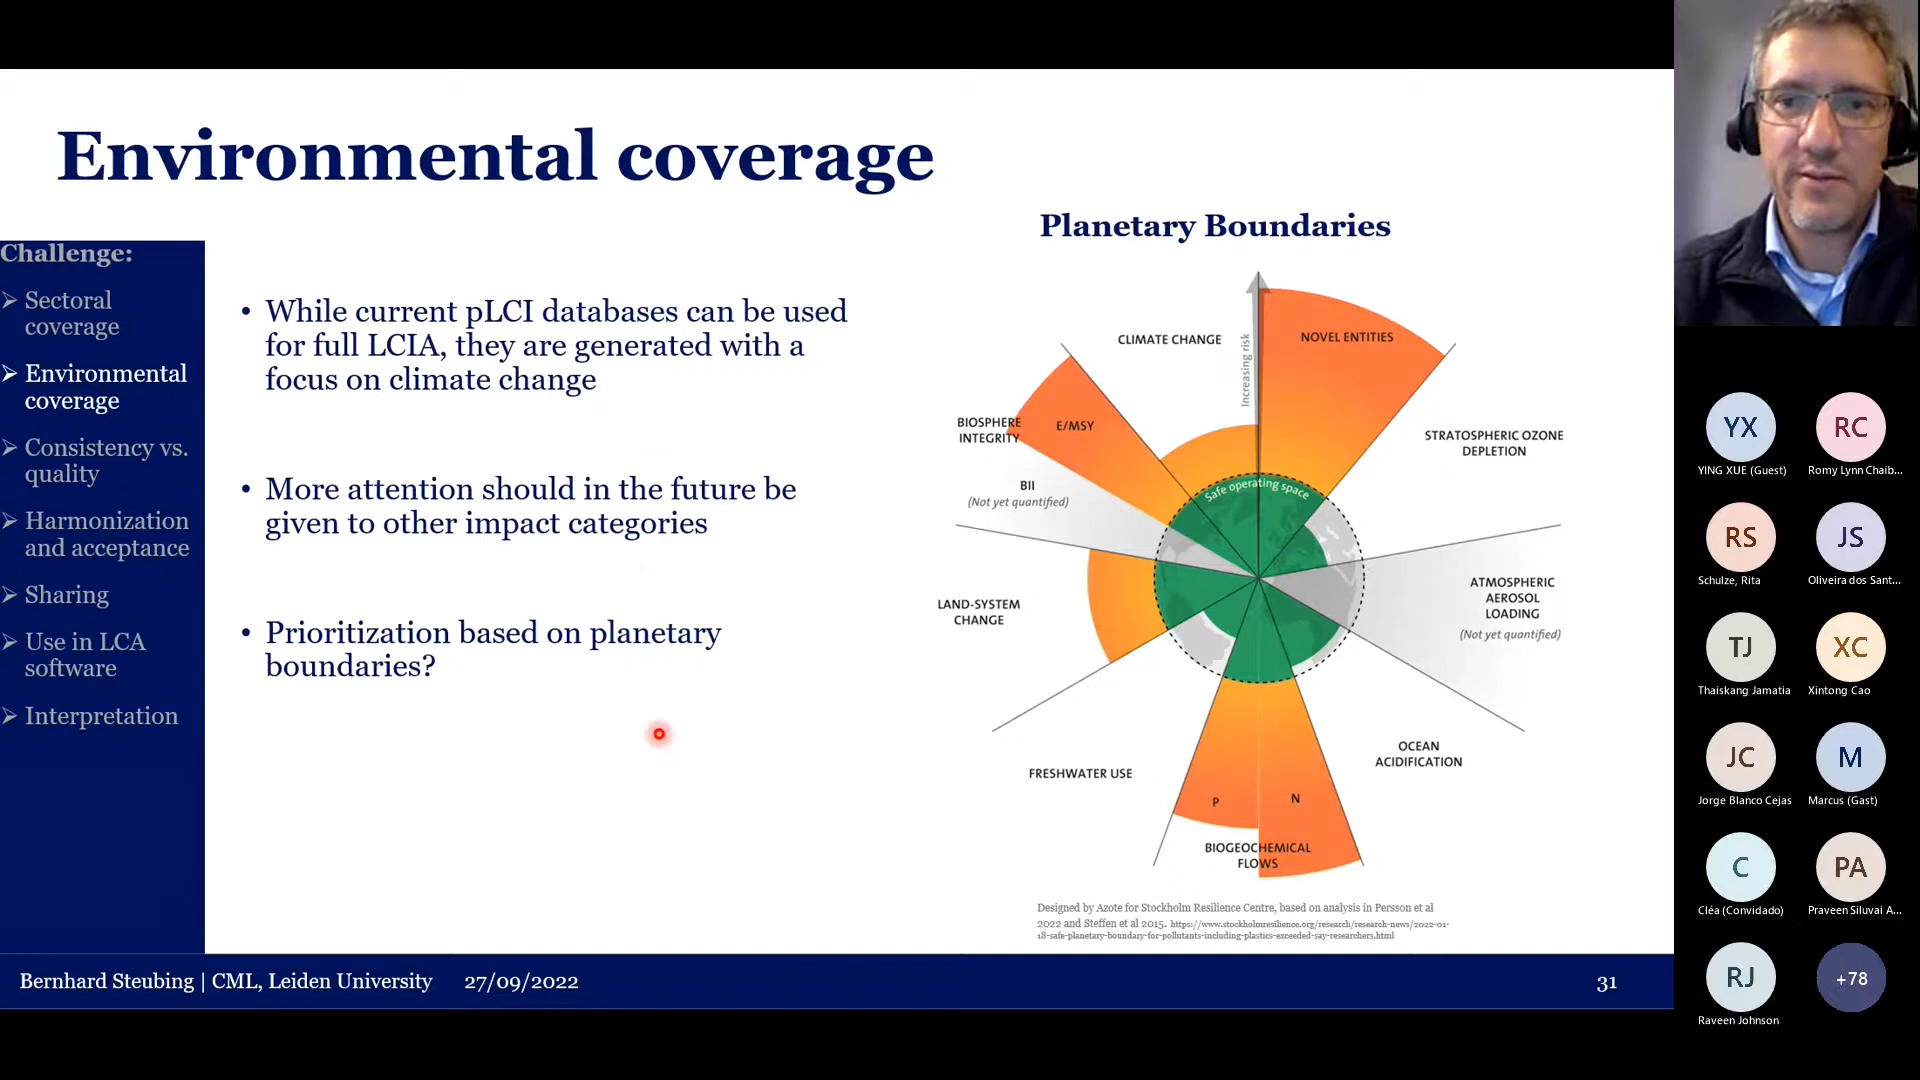 Environmental coverage
Challenge:
Sectoral
coverage
Environmental
coverage
Consistency vs.
quality
Harmonization
and acceptance
Sharing
Use in LCA
software
Interpretation
• While current pLCI databases can be used
for full LCIA, they are generated with a
focus on climate change
• More attention should in the future be
given to other impact categories
• Prioritization based on planetary
boundaries?
Planetary Boundaries
CLIMATE CHANGE
Increasing risk
NOVEL ENTITIES
BIOSPHERE
INTEGRITY
E/MSY
STRATOSPHERIC OZONE
DEPLETION
BII
(Not yet quantified)
Safe operating space
LAND-SYSTEM
CHANGE
ATMOSPHERIC
AEROSOL
LOADING
(Not yet quantified)
FRESHWATER USE
OCEAN
ACIDIFICATION
P
N
BIOGEOCHEMICAL
FLOWS
Designed by Azote for Stockholm Resilience Centre, based on analysis in Persson et al
2022 and Steffen et al 2015. https://www.stockholmresilience.org/research/research-news/2022-01-
18-safe-planetary-boundary-for-pollutants-including-plastics-exceeded-say-researchers.html
Bernhard Steubing | CML, Leiden University 27/09/2022 31
YX RC
YING XUE (Guest) Romy Lynn Chaib...
RS JS
Schulze, Rita Oliveira dos Sant...
TJ XC
Thaiskang Jamatia Xintong Cao
JC M
Jorge Blanco Cejas Marcus (Gast)
C PA
Cléa (Convidado) Praveen Siluvai A...
RJ +78
Raveen Johnson